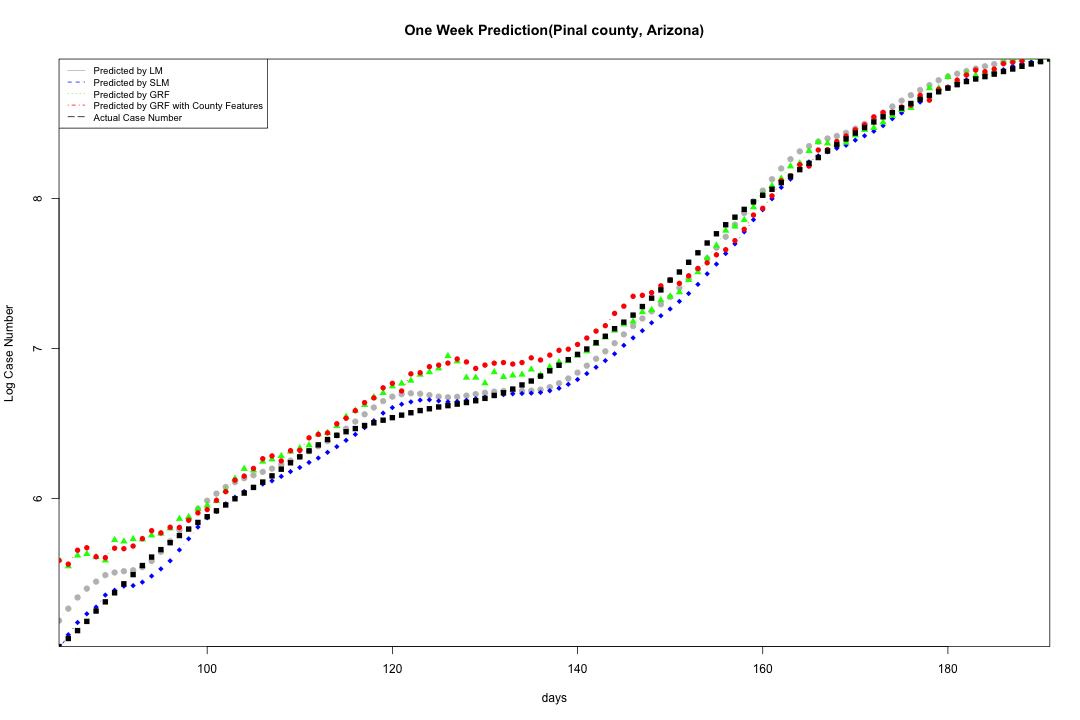 One Week Prediction(Pinal county, Arizona)
Predicted by LM
Predicted by SLM
Predicted by GRF
Predicted by GRF with County Features
Actual Case Number
8
7
6
Log Case Number
100 120 140 160 180
days